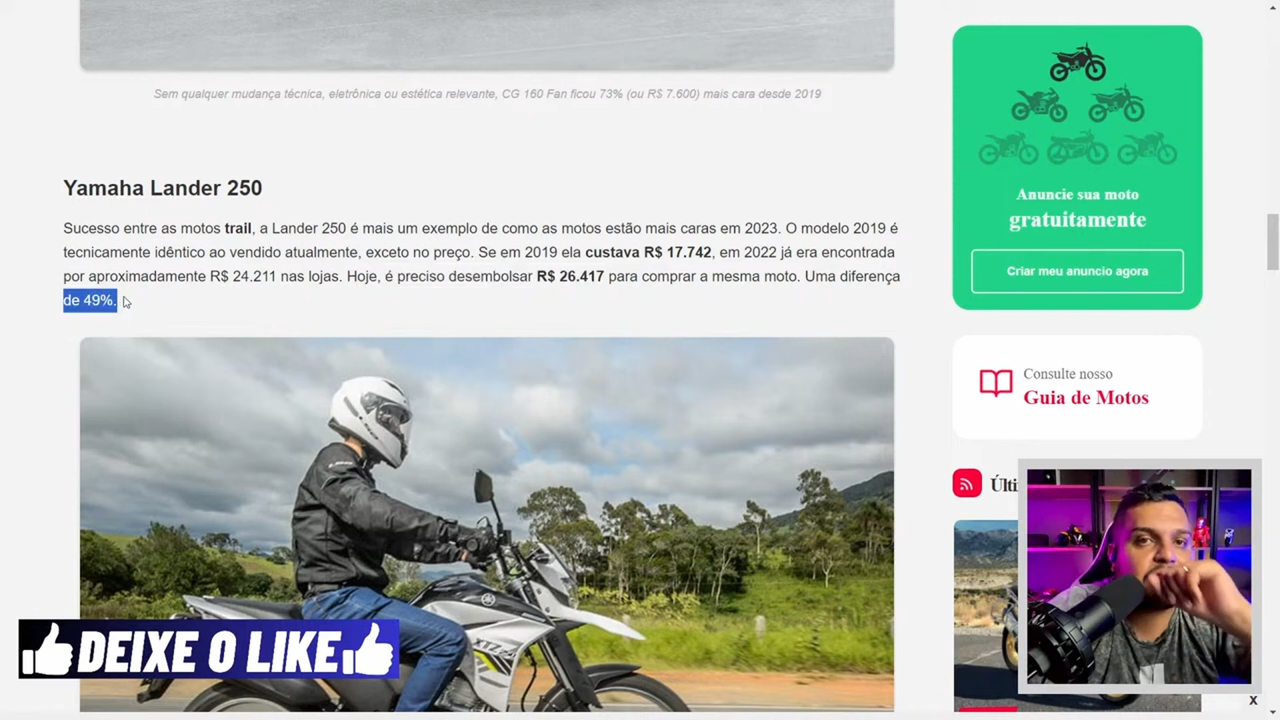 Sem qualquer mudança técnica, eletrônica ou estética relevante, CG 160 Fan ficou 73% (ou R$ 7.600) mais cara desde 2019
Yamaha Lander 250
Sucesso entre as motos trail, a Lander 250 é mais um exemplo de como as motos estão mais caras em 2023. O modelo 2019 é
tecnicamente idêntico ao vendido atualmente, exceto no preço. Se em 2019 ela custava R$ 17.742, em 2022 já era encontrada
por aproximadamente R$ 24.211 nas lojas. Hoje, é preciso desembolsar R$ 26.417 para comprar a mesma moto. Uma diferença
de 49%.
Anuncie sua moto
gratuitamente
Criar meu anuncio agora
Consulte nosso
Guia de Motos
DEIXE O LIKE
X